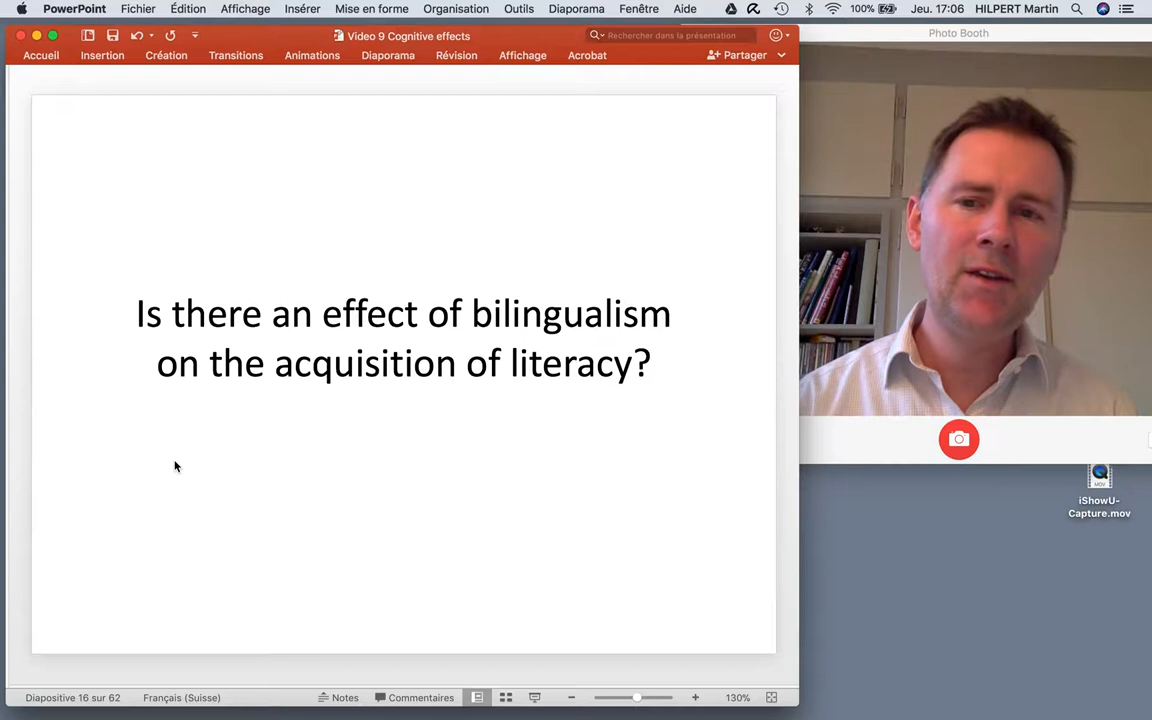 PowerPoint Fichier Édition Affichage Insérer Mise en forme Organisation Outils Diaporama Fenêtre Aide 100% Jeu. 17:06 HILPERT Martin
Video 9 Cognitive effects
Rechercher dans la présentation
Photo Booth
Accueil Insertion Création Transitions Animations Diaporama Révision Affichage Acrobat Partager
Is there an effect of bilingualism
on the acquisition of literacy?
MOV
iShowU-
Capture.mov
Diapositive 16 sur 62 Français (Suisse) Notes Commentaires 130%